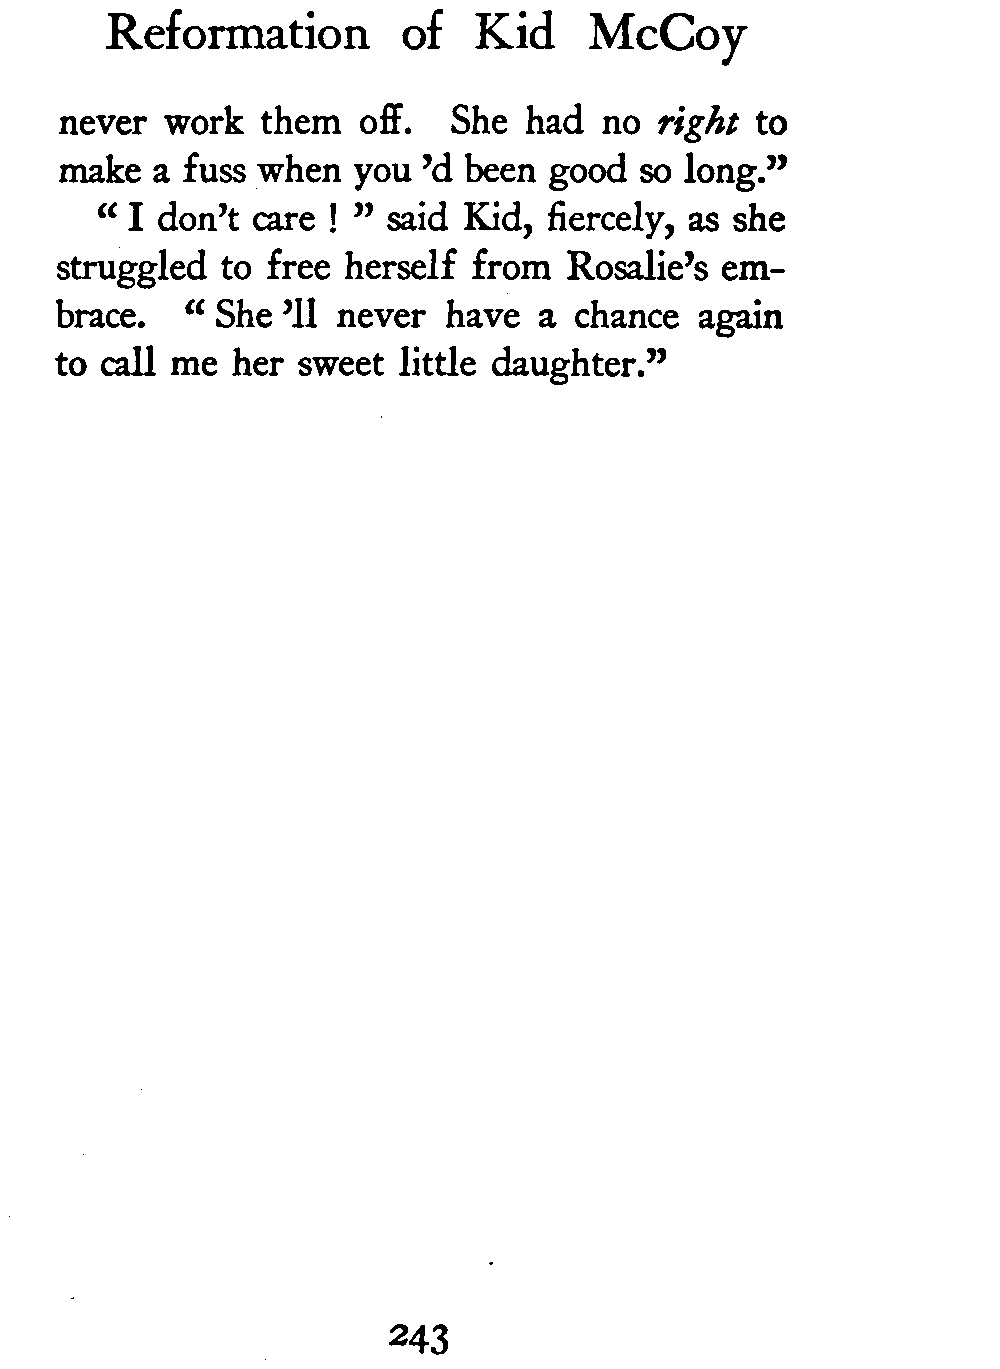 Reformation of Kid McCoy
never work them off. She had no right to
make a fuss when you 'd been good so long.”
“ I don't care ! ” said Kid, fiercely, as she
struggled to free herself from Rosalie's em-
brace. “ She 'll never have a chance again
to call me her sweet little daughter.”
243